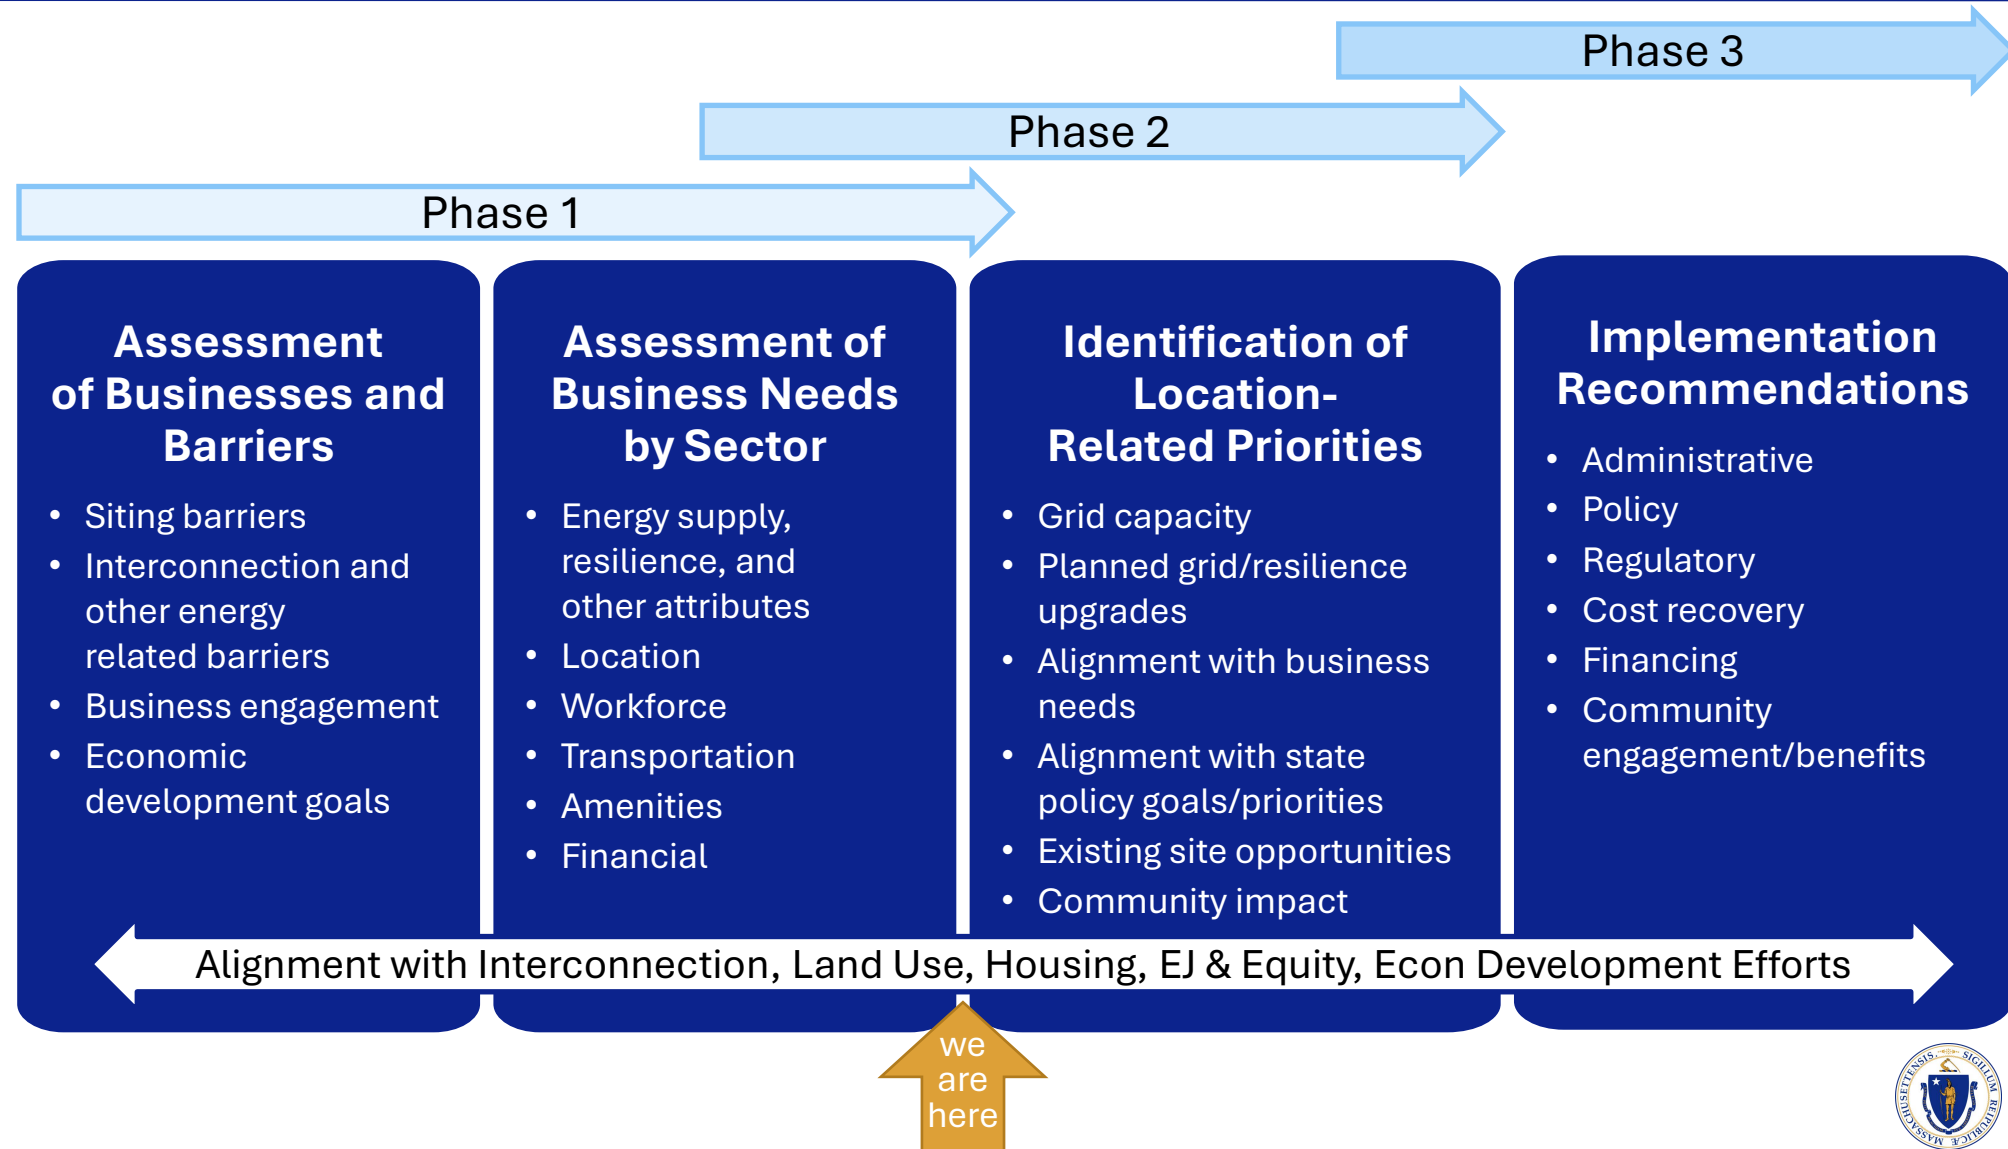 Phase 3
Phase 2
Phase 1
Assessment
of Businesses and
Barriers
• Siting barriers
• Interconnection and
other energy
related barriers
• Business engagement
• Economic
development goals
Assessment of
Business Needs
by Sector
• Energy supply,
resilience, and
other attributes
• Location
• Workforce
• Transportation
• Amenities
• Financial
Identification of
Location-
Related Priorities
• Grid capacity
• Planned grid/resilience
upgrades
• Alignment with business
needs
• Alignment with state
policy goals/priorities
• Existing site opportunities
• Community impact
Implementation
Recommendations
• Administrative
• Policy
• Regulatory
• Cost recovery
• Financing
• Community
engagement/benefits
Alignment with Interconnection, Land Use, Housing, EJ & Equity, Econ Development Efforts
we
are
here
SIGILLUM REIPUBLICÆ MASSACHUSETTENSIS